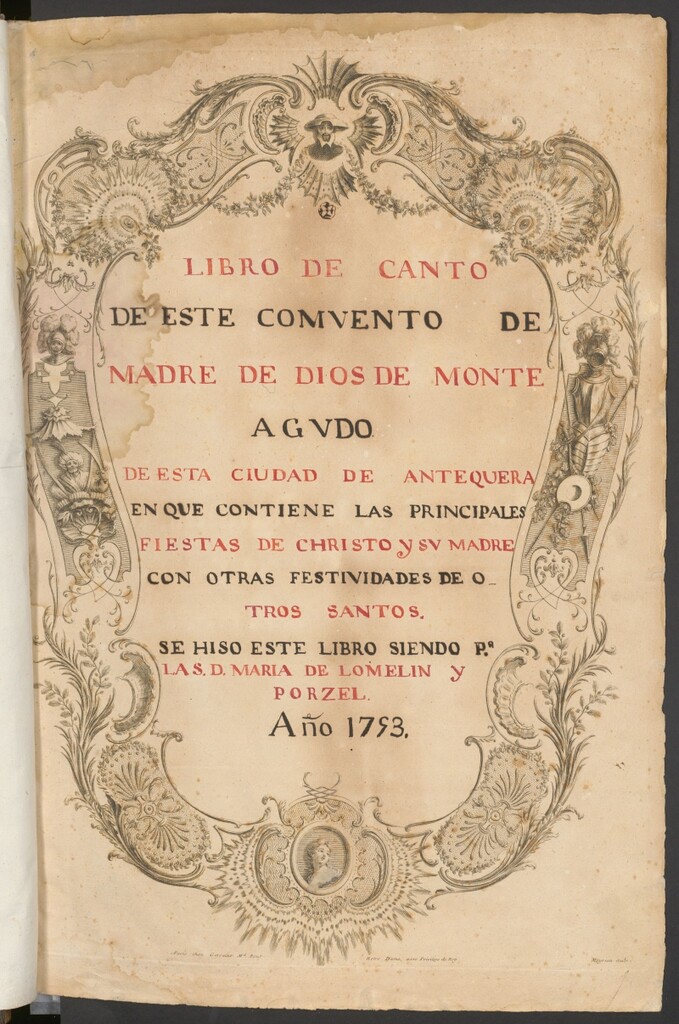 LIBRO DE CANTO
DE ESTE COMVENTO DE
MADRE DE DIOS DE MONTE
AGVDO
DE ESTA CIUDAD DE ANTEQUERA
EN QUE CONTIENE LAS PRINCIPALES
FIESTAS DE CHRISTO Y SV MADRE
CON OTRAS FESTIVIDADES DE O_
TROS SANTOS.
SE HISO ESTE LIBRO SIENDO P.ª
LA S. D. MARIA DE LOMELIN Y
PORZEL.
Año 1793.